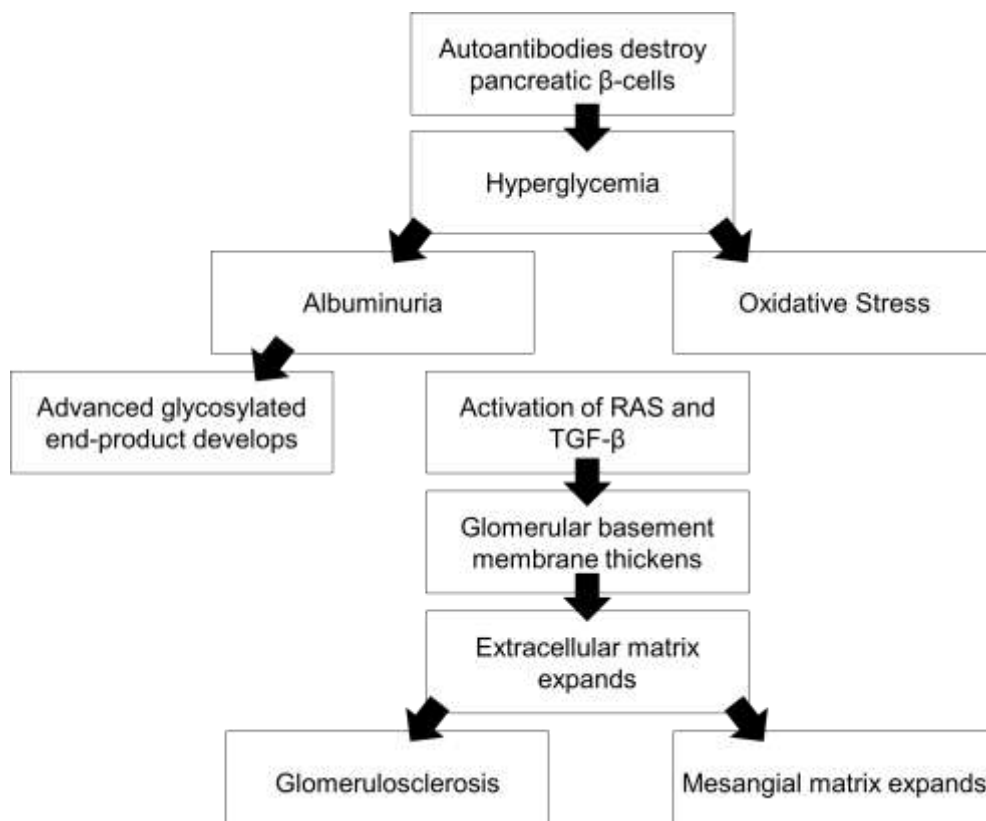 Autoantibodies destroy
pancreatic β-cells
Hyperglycemia
Albuminuria
Oxidative Stress
Advanced glycosylated
end-product develops
Activation of RAS and
TGF-β
Glomerular basement
membrane thickens
Extracellular matrix
expands
Glomerulosclerosis
Mesangial matrix expands